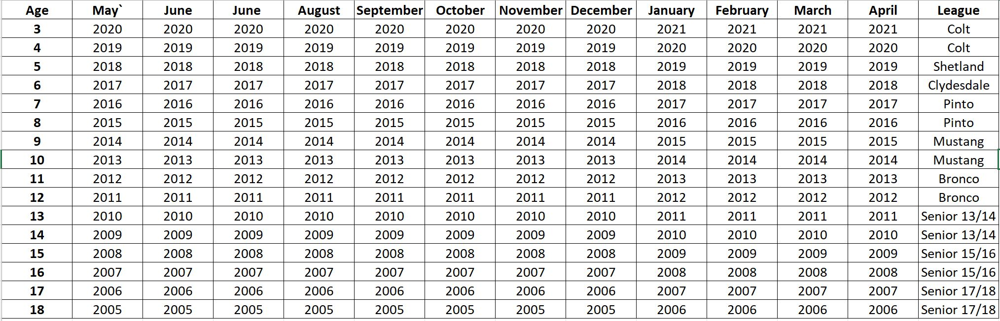 Age May` June June August September October November December January February March April League
3 2020 2020 2020 2020 2020 2020 2020 2020 2021 2021 2021 2021 Colt
4 2019 2019 2019 2019 2019 2019 2019 2019 2020 2020 2020 2020 Colt
5 2018 2018 2018 2018 2018 2018 2018 2018 2019 2019 2019 2019 Shetland
6 2017 2017 2017 2017 2017 2017 2017 2017 2018 2018 2018 2018 Clydesdale
7 2016 2016 2016 2016 2016 2016 2016 2016 2017 2017 2017 2017 Pinto
8 2015 2015 2015 2015 2015 2015 2015 2015 2016 2016 2016 2016 Pinto
9 2014 2014 2014 2014 2014 2014 2014 2014 2015 2015 2015 2015 Mustang
10 2013 2013 2013 2013 2013 2013 2013 2013 2014 2014 2014 2014 Mustang
11 2012 2012 2012 2012 2012 2012 2012 2012 2013 2013 2013 2013 Bronco
12 2011 2011 2011 2011 2011 2011 2011 2011 2012 2012 2012 2012 Bronco
13 2010 2010 2010 2010 2010 2010 2010 2010 2011 2011 2011 2011 Senior 13/14
14 2009 2009 2009 2009 2009 2009 2009 2009 2010 2010 2010 2010 Senior 13/14
15 2008 2008 2008 2008 2008 2008 2008 2008 2009 2009 2009 2009 Senior 15/16
16 2007 2007 2007 2007 2007 2007 2007 2007 2008 2008 2008 2008 Senior 15/16
17 2006 2006 2006 2006 2006 2006 2006 2006 2007 2007 2007 2007 Senior 17/18
18 2005 2005 2005 2005 2005 2005 2005 2005 2006 2006 2006 2006 Senior 17/18